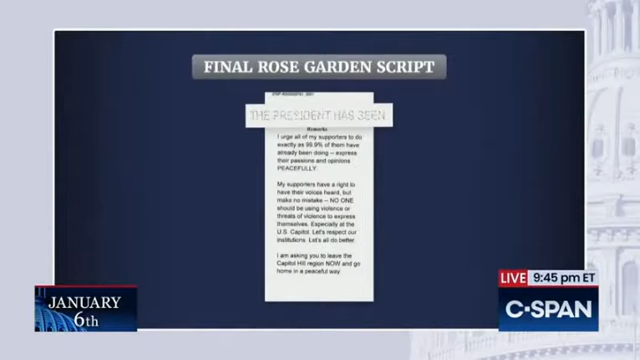 FINAL ROSE GARDEN SCRIPT
THE PRESIDENT HAS BEEN
Remarks
I urge all of my supporters to do
exactly as 99.9% of them have
already been doing – express
their passions and opinions
PEACEFULLY.
My supporters have a right to
have their voices heard, but
make no mistake – NO ONE
should be using violence or
threats of violence to express
themselves. Especially at the
U.S. Capitol. Let's respect our
institutions. Let's all do better.
I am asking you to leave the
Capitol Hill region NOW and go
home in a peaceful way.
LIVE 9:45 pm ET
JANUARY
6th
C-SPAN